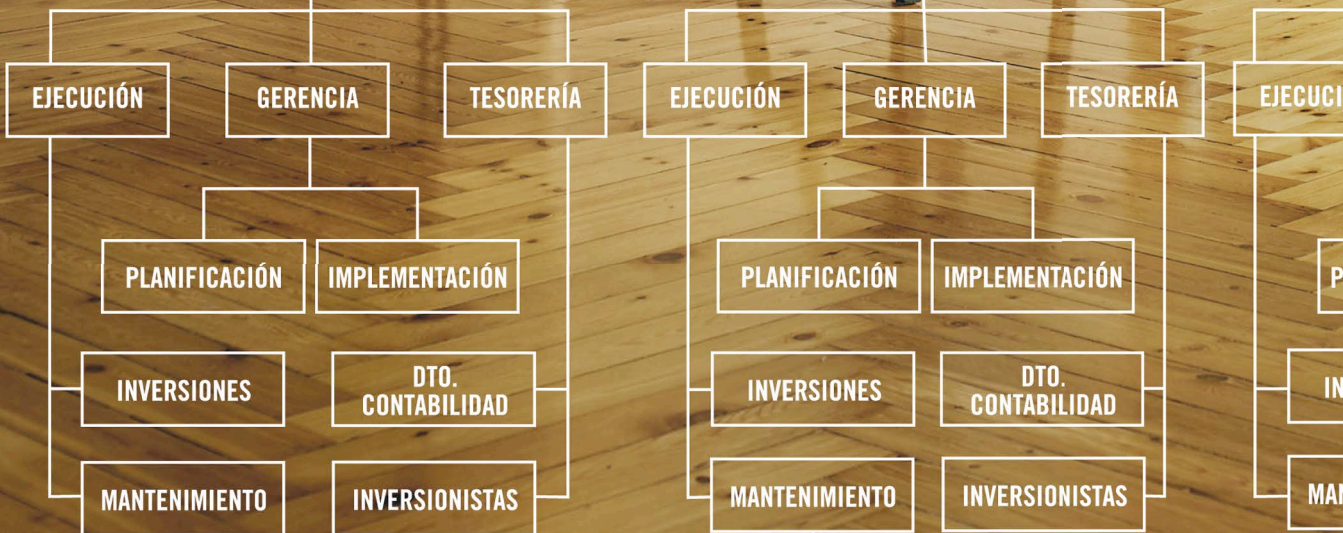 EJECUCIÓN GERENCIA TESORERÍA EJECUCIÓN GERENCIA TESORERÍA
PLANIFICACIÓN IMPLEMENTACIÓN PLANIFICACIÓN IMPLEMENTACIÓN
INVERSIONES DTO. INVERSIONES DTO.
CONTABILIDAD CONTABILIDAD
MANTENIMIENTO INVERSIONISTAS MANTENIMIENTO INVERSIONISTAS